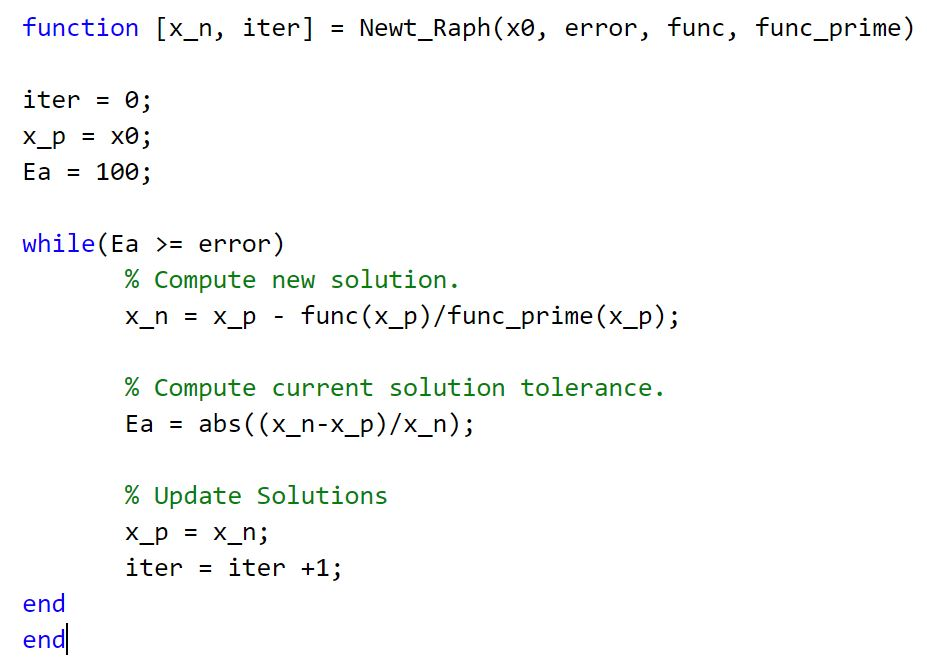 function [x_n, iter] = Newt_Raph(x0, error, func, func_prime)
iter = 0;
x_p = x0;
Ea = 100;
while(Ea >= error)
% Compute new solution.
x_n = x_p - func(x_p)/func_prime(x_p);
% Compute current solution tolerance.
Ea = abs((x_n-x_p)/x_n);
% Update Solutions
x_p = x_n;
iter = iter +1;
end
end